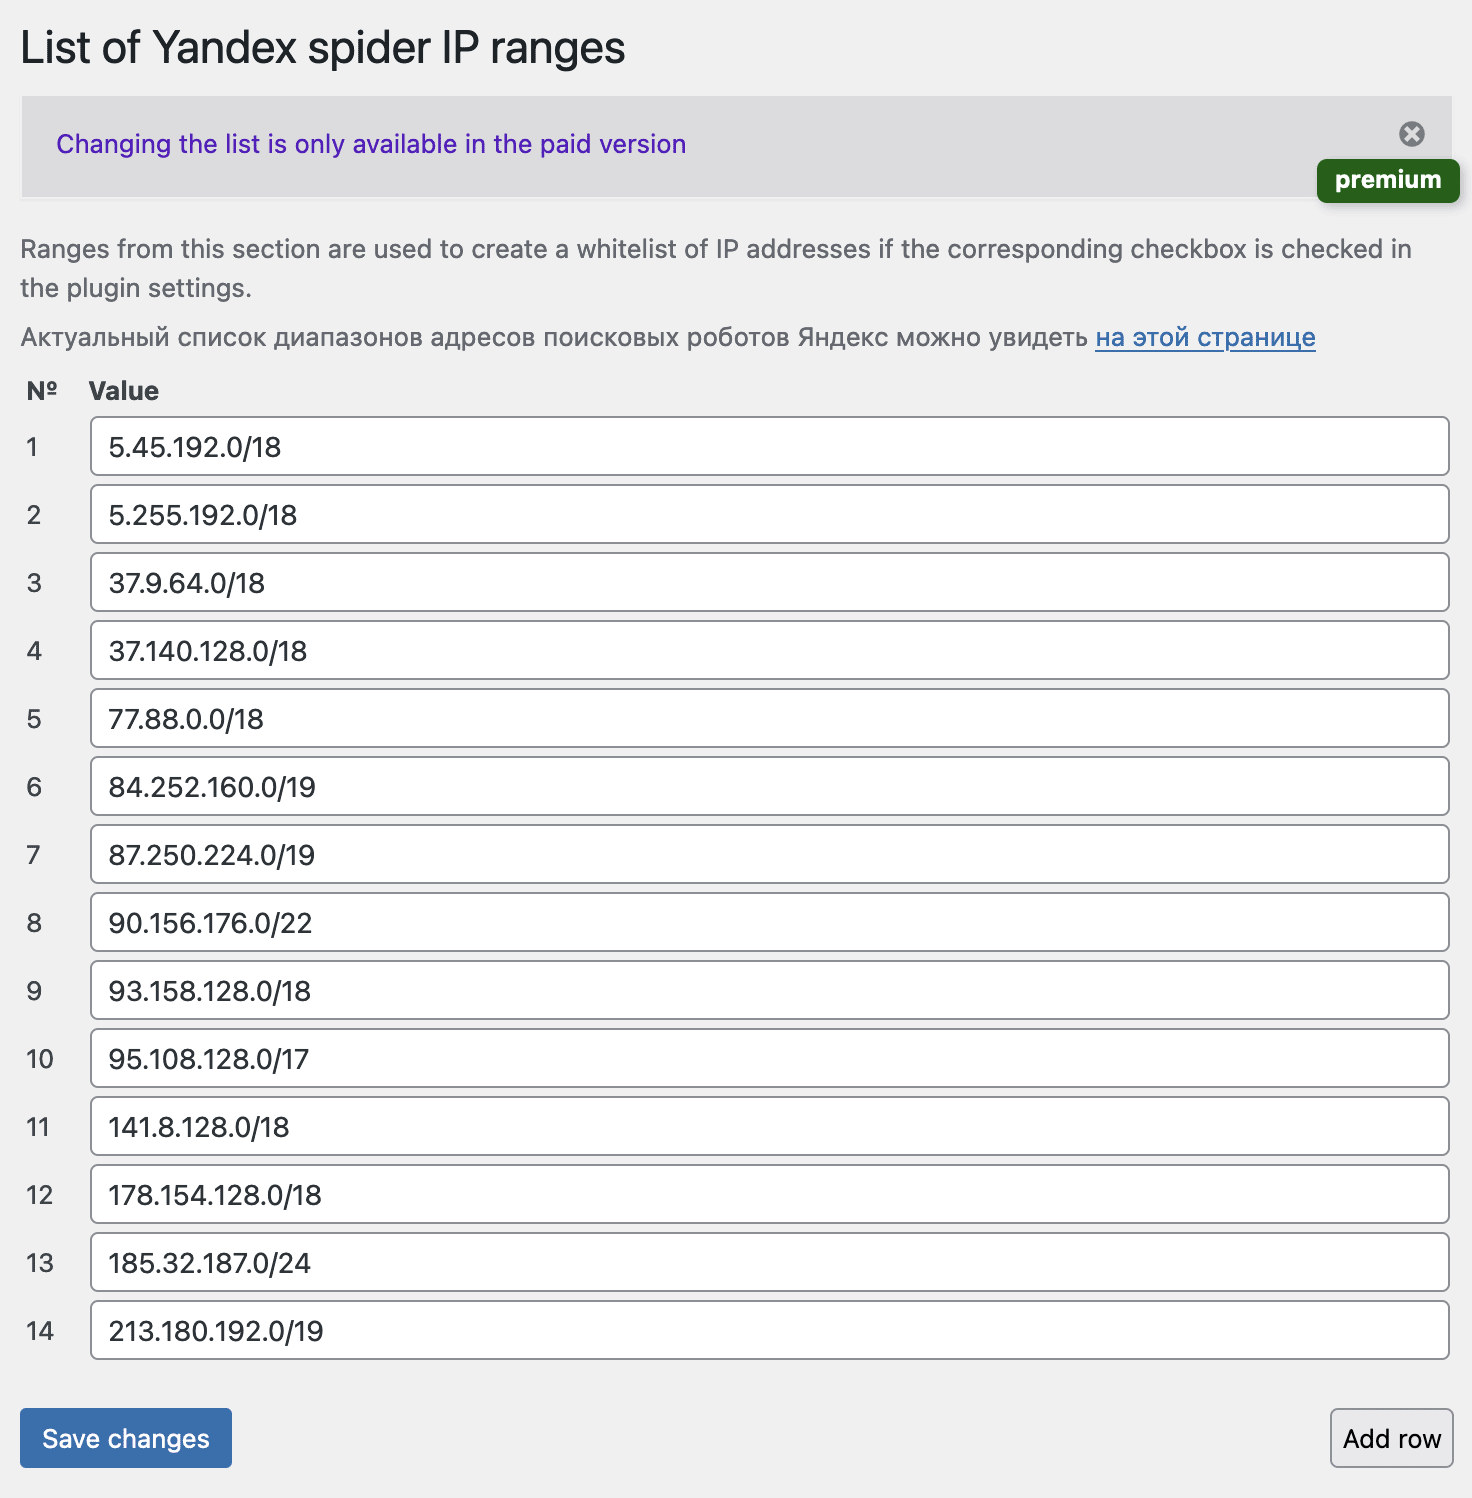 List of Yandex spider IP ranges
Changing the list is only available in the paid version
premium
Ranges from this section are used to create a whitelist of IP addresses if the corresponding checkbox is checked in
the plugin settings.
Актуальный список диапазонов адресов поисковых роботов Яндекс можно увидеть на этой странице
Nº Value
1 5.45.192.0/18
2 5.255.192.0/18
3 37.9.64.0/18
4 37.140.128.0/18
5 77.88.0.0/18
6 84.252.160.0/19
7 87.250.224.0/19
8 90.156.176.0/22
9 93.158.128.0/18
10 95.108.128.0/17
11 141.8.128.0/18
12 178.154.128.0/18
13 185.32.187.0/24
14 213.180.192.0/19
Save changes Add row